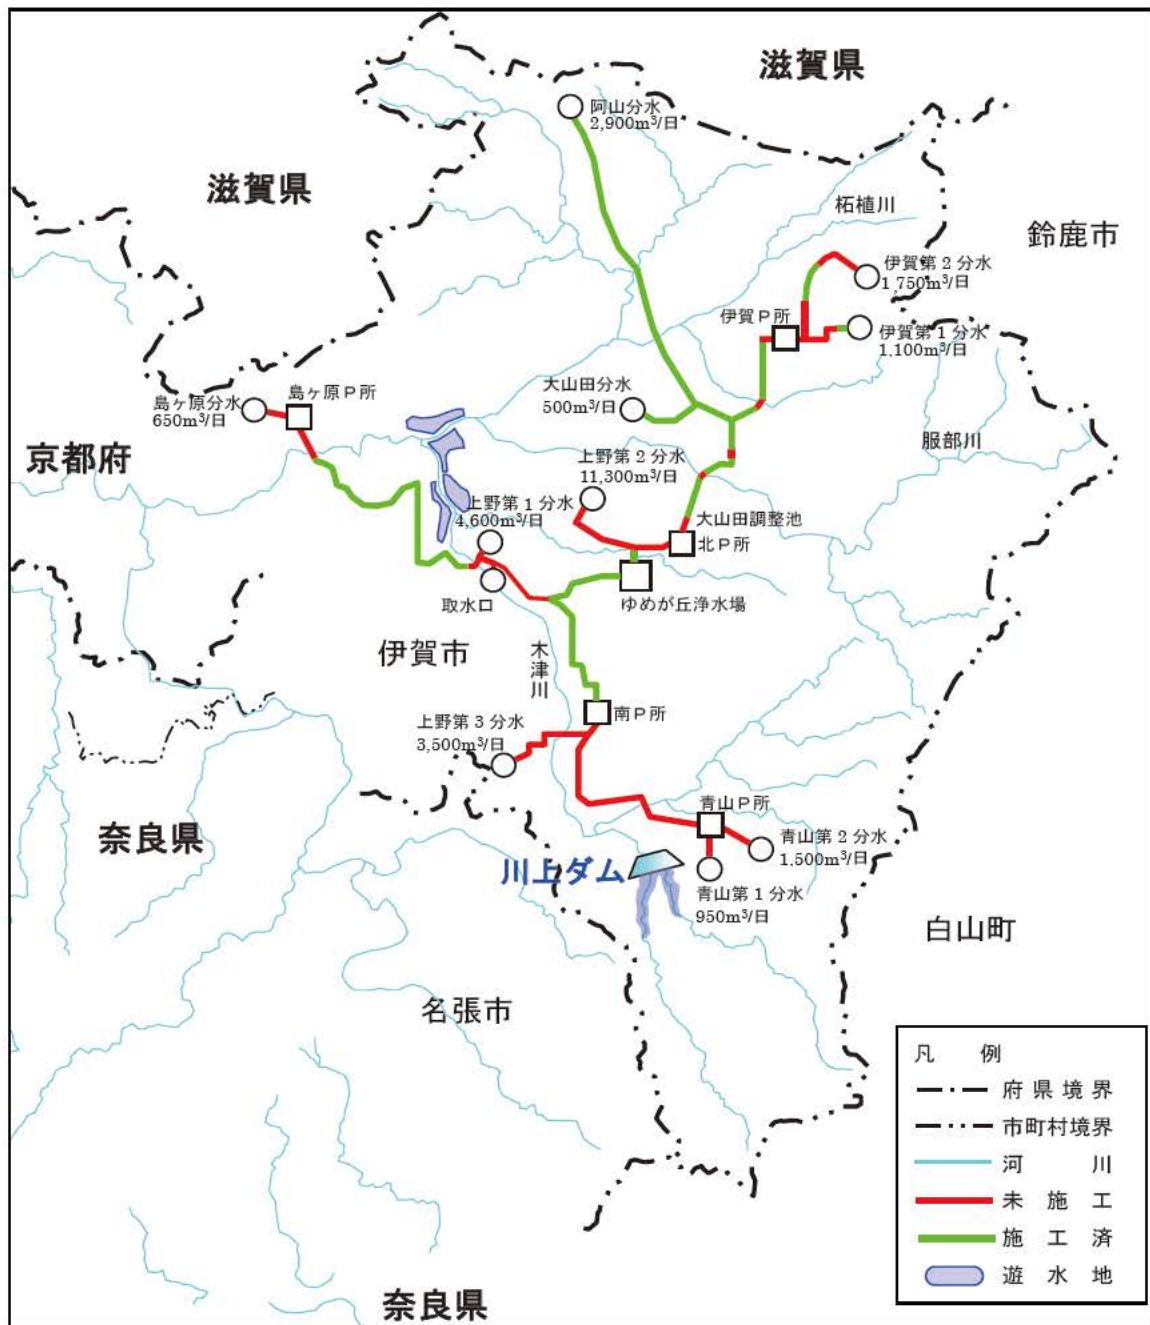 滋賀県
阿山分水
2,900m³/日
滋賀県
柘植川
鈴鹿市
伊賀第2分水
1,750m³/日
伊賀P所
伊賀第1分水
1,100m³/日
大山田分水
500m³/日
島ヶ原P所
島ヶ原分水
650m³/日
京都府
服部川
上野第2分水
11,300m³/日
上野第1分水
4,600m³/日
大山田調整池
北P所
取水口
ゆめが丘浄水場
伊賀市
木津川
南P所
上野第3分水
3,500m³/日
青山P所
奈良県
青山第2分水
1,500m³/日
川上ダム
青山第1分水
950m³/日
白山町
名張市
凡 例
府県境界
市町村境界
河 川
未 施 工
施 工 済
遊 水 地
奈良県